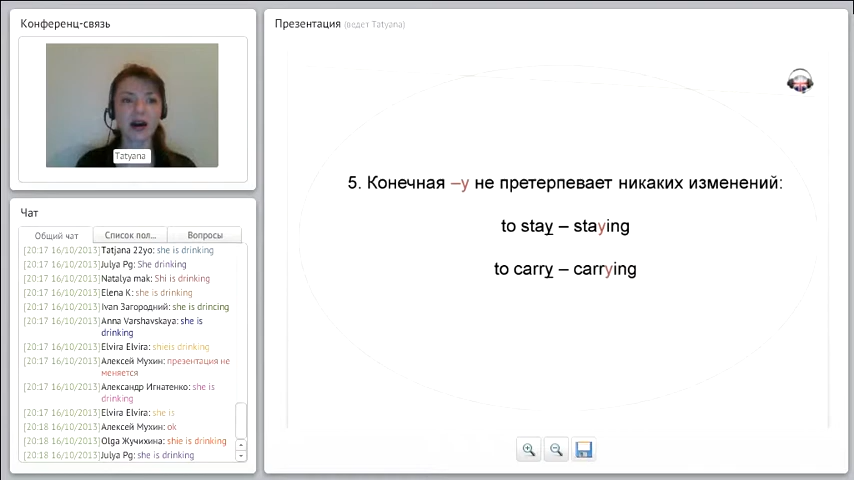 Конференц-связь
Tatyana
Чат
Общий чат
Список пол...
Вопросы
[20:17 16/10/2013]Tatjana 22yo: she is drinking
[20:17 16/10/2013]Julya Pg: She drinking
[20:17 16/10/2013]Natalya mak: Shi is drinking
[20:17 16/10/2013]Elena K: she is drinking
[20:17 16/10/2013]Ivan Загородний: she is drincing
[20:17 16/10/2013]Anna Varshavskaya: she is
drinking
[20:17 16/10/2013]Elvira Elvira: shieis drinking
[20:17 16/10/2013]Алексей Мухин: презентация не
меняется
[20:17 16/10/2013]Александр Игнатенко: she is
drinking
[20:17 16/10/2013]Elvira Elvira: she is
[20:18 16/10/2013]Алексей Мухин: ok
[20:18 16/10/2013]Olga Жучихина: shie is drinking
[20:18 16/10/2013]Julya Pg: she is drinking
Презентация (ведет Tatyana)
5. Конечная –y не претерпевает никаких изменений:
to stay – staying
to carry – carrying